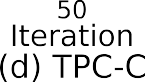 50
Iteration
(d) TPC-C